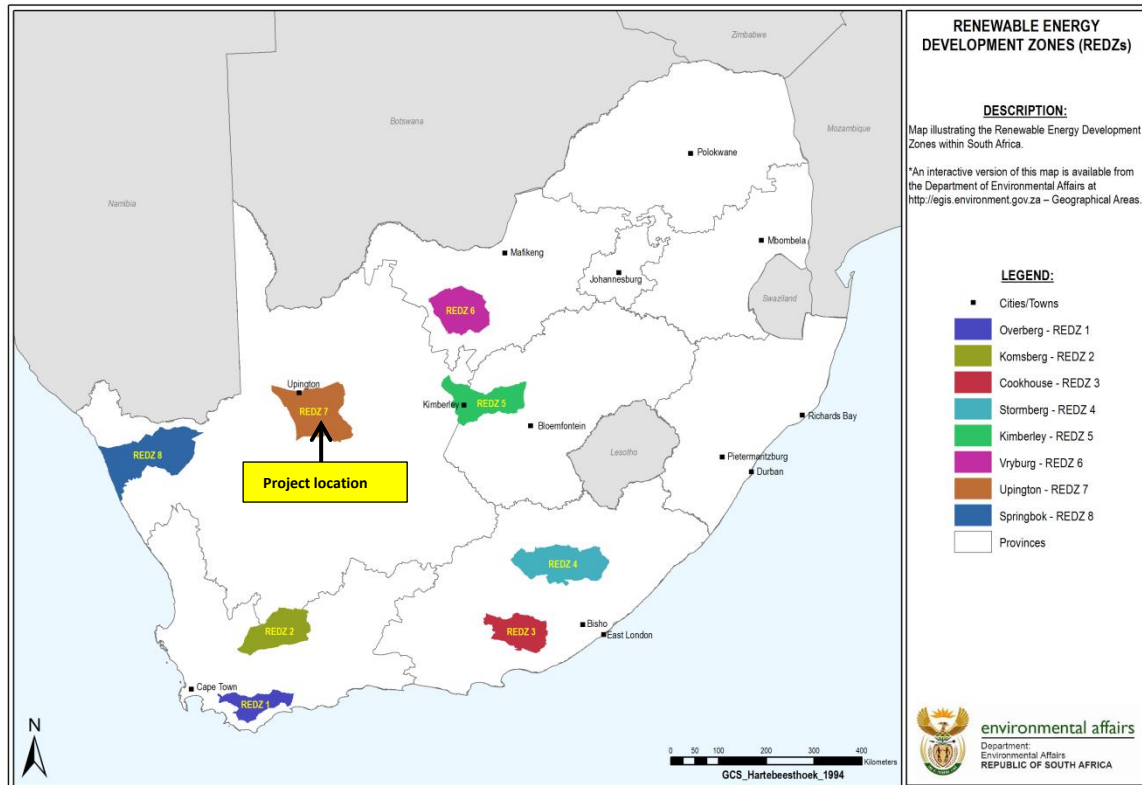 Zimbabwe
Botswana
Mozambique
Polokwane
Namibia
Mafikeng
Mbombela
Johannesburg
Swaziland
REDZ 6
Upington
REDZ 7
Kimberley
REDZ 5
Bloemfontein
Richards Bay
Lesotho
Pietermaritzburg
Durban
REDZ 8
Project location
REDZ 4
REDZ 2
REDZ 3
Bisho
East London
Cape Town
REDZ 1
N
0 50 100 200 300 400
Kilometers
GCS_Hartebeesthoek_1994
RENEWABLE ENERGY
DEVELOPMENT ZONES (REDZs)
DESCRIPTION:
Map illustrating the Renewable Energy Development
Zones within South Africa.
*An interactive version of this map is available from
the Department of Environmental Affairs at
http://egis.environment.gov.za – Geographical Areas.
LEGEND:
Cities/Towns
Overberg - REDZ 1
Komsberg - REDZ 2
Cookhouse - REDZ 3
Stormberg - REDZ 4
Kimberley - REDZ 5
Vryburg - REDZ 6
Upington - REDZ 7
Springbok - REDZ 8
Provinces
environmental affairs
Department:
Environmental Affairs
REPUBLIC OF SOUTH AFRICA